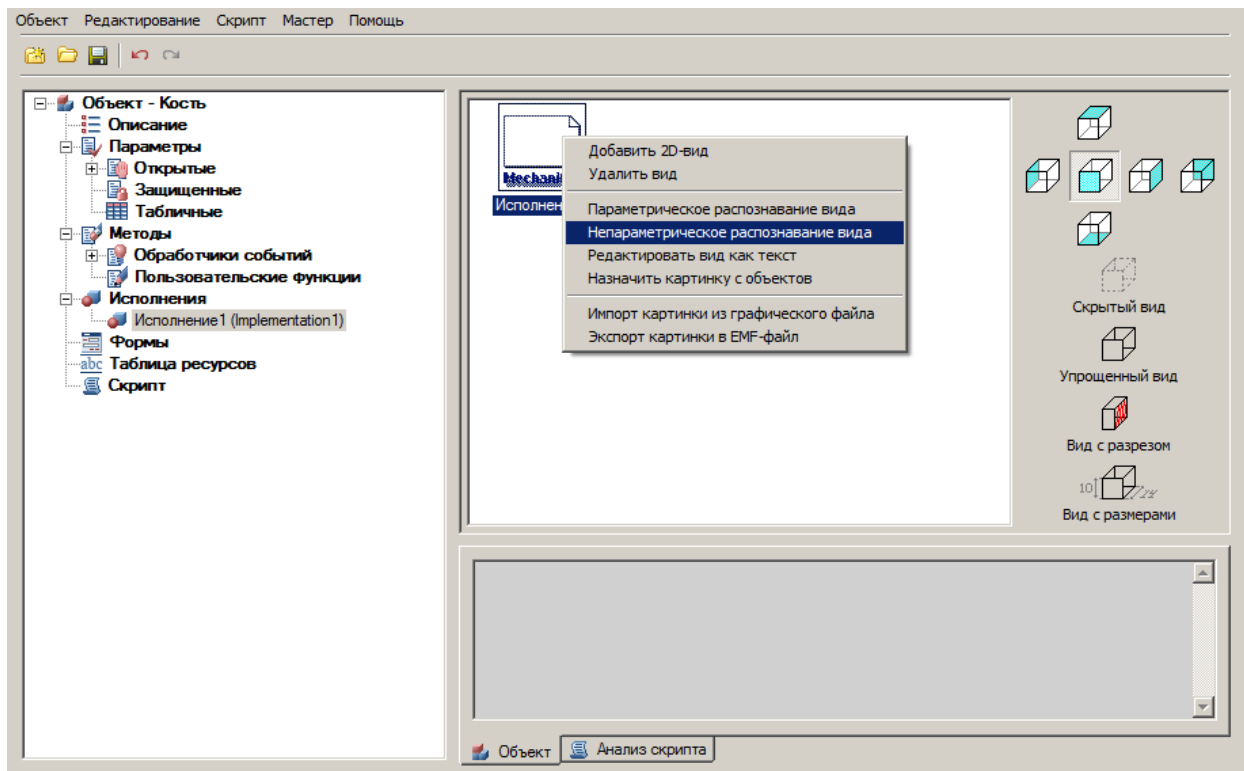 Объект Редактирование Скрипт Мастер Помощь
Объект - Кость
Описание
Параметры
Открытые
Защищенные
Табличные
Методы
Обработчики событий
Пользовательские функции
Исполнения
Исполнение1 (Implementation1)
Формы
abc Таблица ресурсов
Скрипт
Mechani
Исполнен
Добавить 2D-вид
Удалить вид
Параметрическое распознавание вида
Непараметрическое распознавание вида
Редактировать вид как текст
Назначить картинку с объектов
Импорт картинки из графического файла
Экспорт картинки в EMF-файл
Скрытый вид
Упрощенный вид
Вид с разрезом
10
Вид с размерами
Объект Анализ скрипта